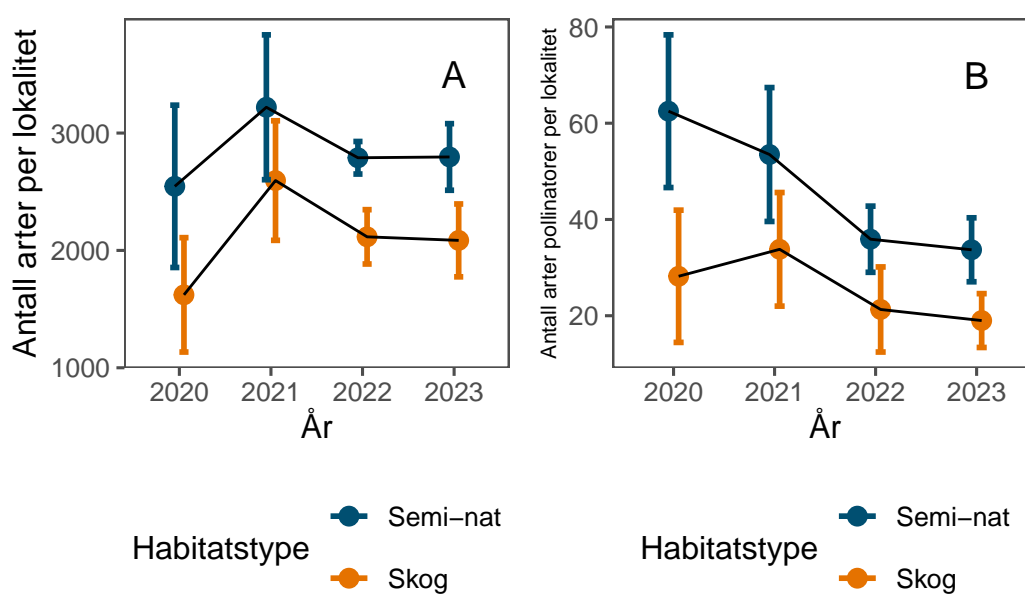 Antall arter per lokalitet
3000
2000
1000
A
2020 2021 2022 2023
År
Habitatstype
Semi−nat
Skog
Antall arter pollinatorer per lokalitet
80
60
40
20
B
2020 2021 2022 2023
År
Habitatstype
Semi−nat
Skog